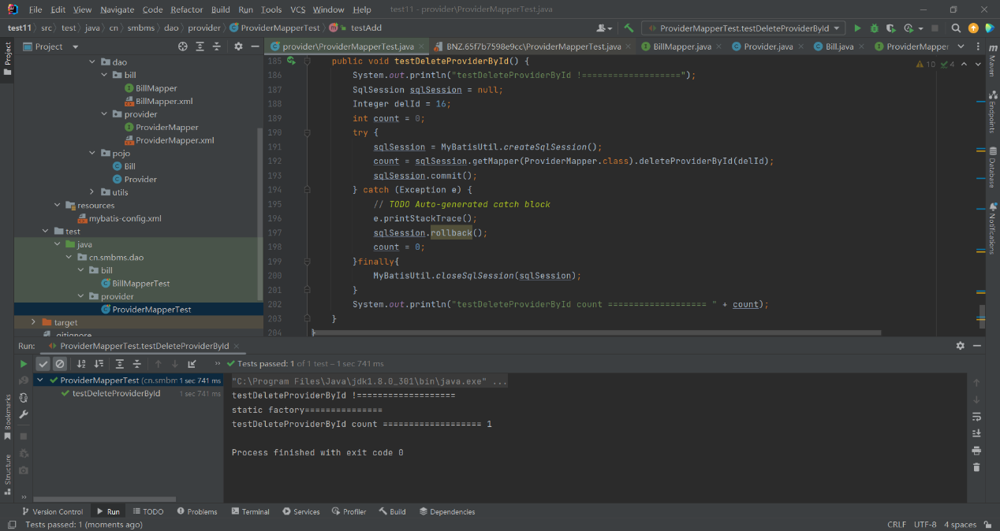 File Edit View Navigate Code Refactor Build Run Tools VCS Window Help test11 - provider\ProviderMapperTest.java
test11 src test java cn smbms dao provider ProviderMapperTest testAdd ProviderMapperTest.testDeleteProviderById
Project
provider\ProviderMapperTest.java BNZ.65f7b7598e9cc\ProviderMapperTest.java BillMapper.java Provider.java Bill.java ProviderMapper
dao
bill
BillMapper
BillMapper.xml
provider
ProviderMapper
ProviderMapper.xml
pojo
Bill
Provider
utils
resources
mybatis-config.xml
test
java
cn.smbms.dao
bill
BillMapperTest
provider
ProviderMapperTest
target
.gitignore
10 4
185 public void testDeleteProviderById() {
186 System.out.println("testDeleteProviderById !===================");
187 SqlSession sqlSession = null;
188 Integer delId = 16;
189 int count = 0;
190 try {
191 sqlSession = MyBatisUtil.createSqlSession();
192 count = sqlSession.getMapper(ProviderMapper.class).deleteProviderById(delId);
193 sqlSession.commit();
194 } catch (Exception e) {
195 // TODO Auto-generated catch block
196 e.printStackTrace();
197 sqlSession.rollback();
198 count = 0;
199 }finally{
200 MyBatisUtil.closeSqlSession(sqlSession);
201 }
202 System.out.println("testDeleteProviderById count =================== " + count);
203 }
204 }
Project
Bookmarks
Structure
Maven
Endpoints
Database
Notifications
Run: ProviderMapperTest.testDeleteProviderById
Tests passed: 1 of 1 test – 1 sec 741 ms
ProviderMapperTest (cn.smbm 1 sec 741 ms
testDeleteProviderById 1 sec 741 ms
"C:\Program Files\Java\jdk1.8.0_301\bin\java.exe" ...
testDeleteProviderById !===================
static factory===============
testDeleteProviderById count =================== 1
Process finished with exit code 0
Version Control Run TODO Problems Terminal Services Profiler Build Dependencies
Tests passed: 1 (moments ago) CRLF UTF-8 4 spaces